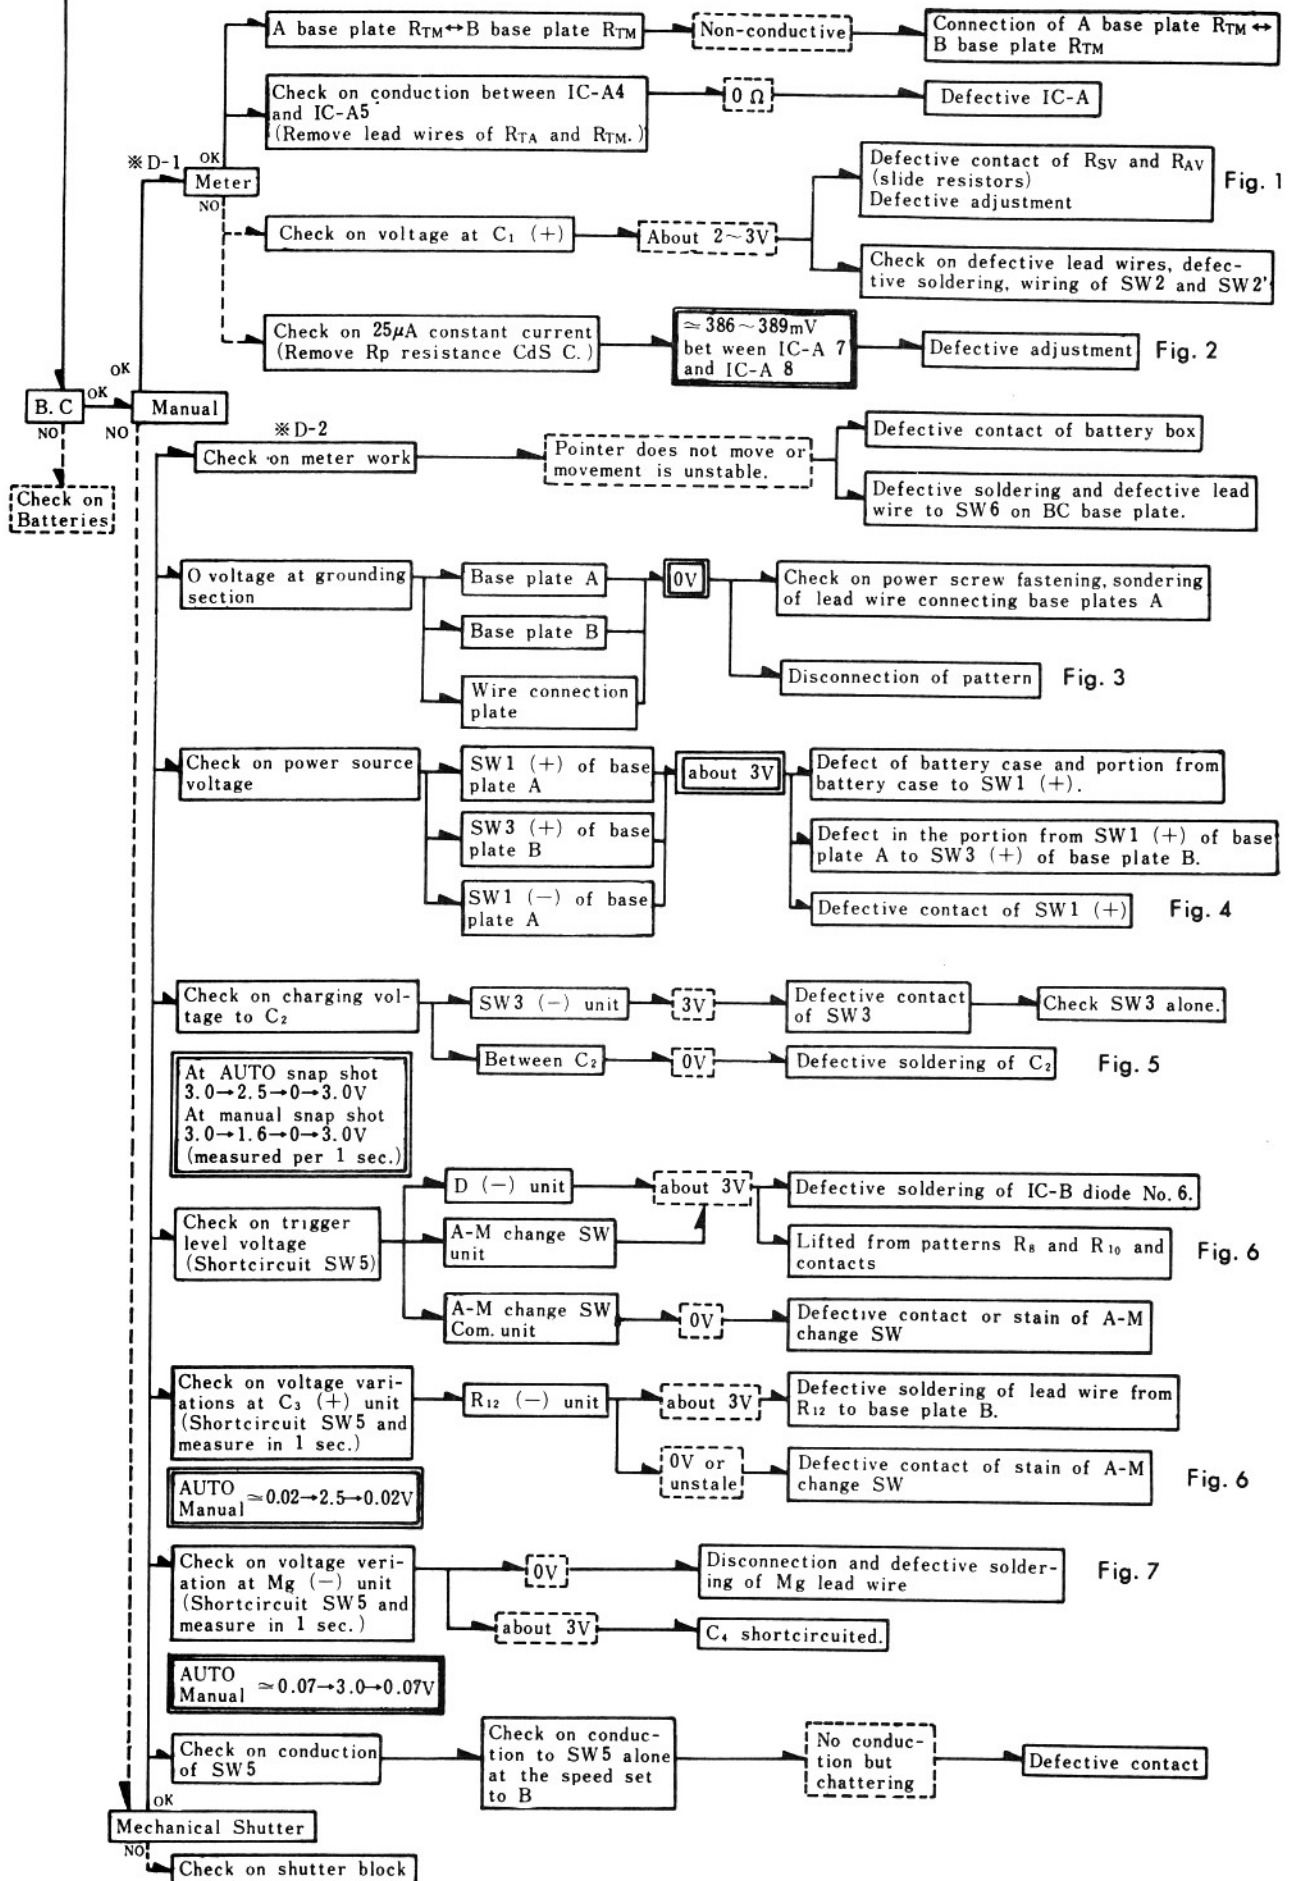 A base plate RTM↔B base plate RTM
Non-conductive
Connection of A base plate RTM↔
B base plate RTM
Check on conduction between IC-A4
and IC-A5
(Remove lead wires of RTA and RTM.)
0 Ω
Defective IC-A
※D-1
OK
Meter
NO
Check on voltage at C₁ (+)
About 2~3V
Defective contact of RSV and RAV
(slide resistors)
Defective adjustment
Fig. 1
Check on defective lead wires, defec-
tive soldering, wiring of SW2 and SW2'
Check on 25μA constant current
(Remove Rp resistance CdS C.)
≃386~389mV
bet ween IC-A 7
and IC-A 8
Defective adjustment
Fig. 2
OK
B. C
OK
Manual
NO
NO
Check on
Batteries
※D-2
Check on meter work
Pointer does not move or
movement is unstable.
Defective contact of battery box
Defective soldering and defective lead
wire to SW6 on BC base plate.
O voltage at grounding
section
Base plate A
Base plate B
Wire connection
plate
0V
Check on power screw fastening, sondering
of lead wire connecting base plates A
Disconnection of pattern
Fig. 3
Check on power source
voltage
SW1 (+) of base
plate A
SW3 (+) of base
plate B
SW1 (−) of base
plate A
about 3V
Defect of battery case and portion from
battery case to SW1 (+).
Defect in the portion from SW1 (+) of base
plate A to SW3 (+) of base plate B.
Defective contact of SW1 (+)
Fig. 4
Check on charging vol-
tage to C₂
SW3 (−) unit
3V
Defective contact
of SW3
Check SW3 alone.
Between C₂
0V
Defective soldering of C₂
Fig. 5
At AUTO snap shot
3.0→2.5→0→3.0V
At manual snap shot
3.0→1.6→0→3.0V
(measured per 1 sec.)
Check on trigger
level voltage
(Shortcircuit SW5)
D (−) unit
A-M change SW
unit
about 3V
Defective soldering of IC-B diode No. 6.
Lifted from patterns R₈ and R₁₀ and
contacts
Fig. 6
A-M change SW
Com. unit
0V
Defective contact or stain of A-M
change SW
Check on voltage vari-
ations at C₃ (+) unit
(Shortcircuit SW5 and
measure in 1 sec.)
R₁₂ (−) unit
about 3V
Defective soldering of lead wire from
R₁₂ to base plate B.
0V or
unstale
Defective contact of stain of A-M
change SW
Fig. 6
AUTO
Manual ≃0.02→2.5→0.02V
Check on voltage veri-
ation at Mg (−) unit
(Shortcircuit SW5 and
measure in 1 sec.)
0V
Disconnection and defective solder-
ing of Mg lead wire
Fig. 7
about 3V
C₄ shortcircuited.
AUTO
Manual ≃0.07→3.0→0.07V
Check on conduction
of SW5
Check on conduc-
tion to SW5 alone
at the speed set
to B
No conduc-
tion but
chattering
Defective contact
OK
Mechanical Shutter
NO
Check on shutter block